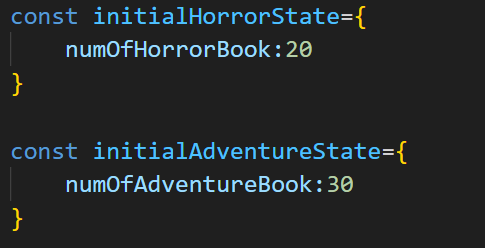 const initialHorrorState={
    numOfHorrorBook:20
}

const initialAdventureState={
    numOfAdventureBook:30
}